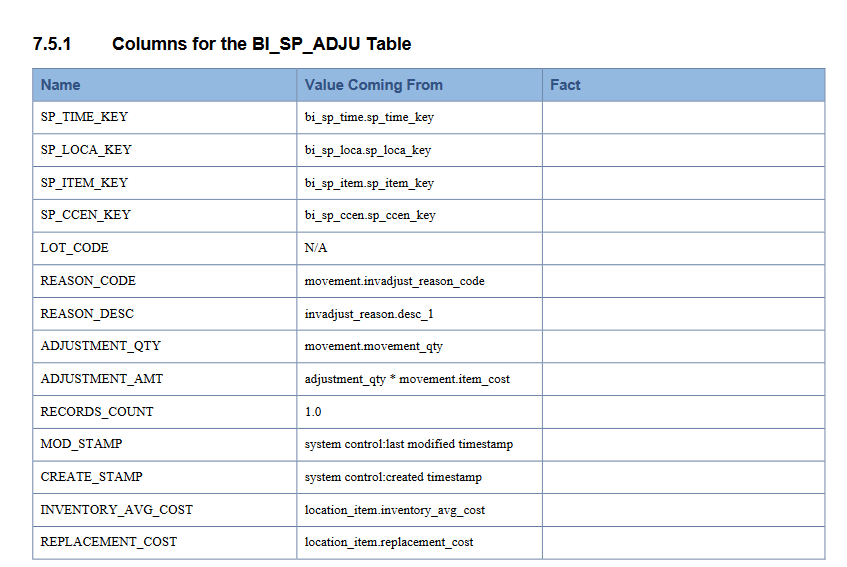 7.5.1 Columns for the BI_SP_ADJU Table
Name Value Coming From Fact
SP_TIME_KEY bi_sp_time.sp_time_key
SP_LOCA_KEY bi_sp_loca.sp_loca_key
SP_ITEM_KEY bi_sp_item.sp_item_key
SP_CCEN_KEY bi_sp_ccen.sp_ccen_key
LOT_CODE N/A
REASON_CODE movement.invadjust_reason_code
REASON_DESC invadjust_reason.desc_1
ADJUSTMENT_QTY movement.movement_qty
ADJUSTMENT_AMT adjustment_qty * movement.item_cost
RECORDS_COUNT 1.0
MOD_STAMP system control:last modified timestamp
CREATE_STAMP system control:created timestamp
INVENTORY_AVG_COST location_item.inventory_avg_cost
REPLACEMENT_COST location_item.replacement_cost